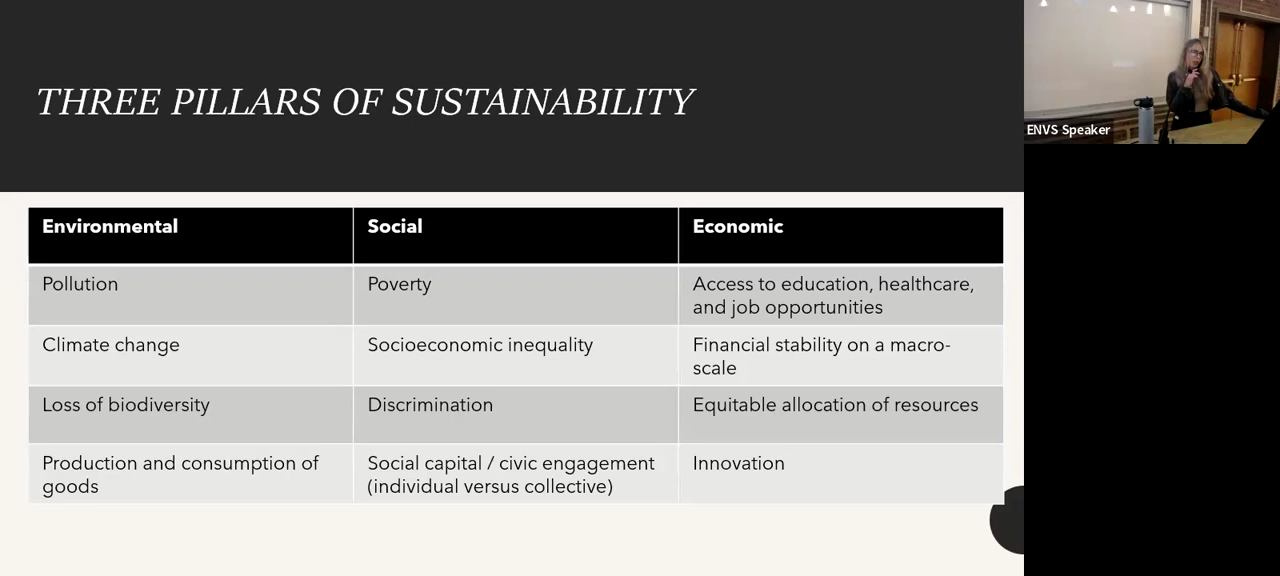 THREE PILLARS OF SUSTAINABILITY
ENVS Speaker
Environmental
Social
Economic
Pollution
Poverty
Access to education, healthcare,
and job opportunities
Climate change
Socioeconomic inequality
Financial stability on a macro-
scale
Loss of biodiversity
Discrimination
Equitable allocation of resources
Production and consumption of
goods
Social capital / civic engagement
(individual versus collective)
Innovation